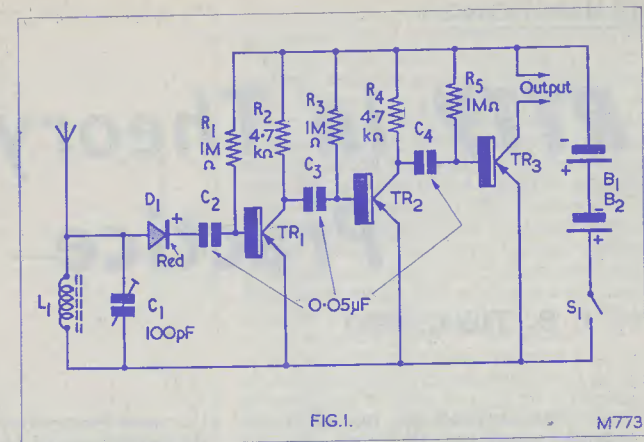 R1
1M
Ω
R2
4·7
kΩ
R3
1M
Ω
R4
4·7
kΩ
R5
1MΩ
Output
D1
+
Red
C2
C3
C4
TR1
TR2
TR3
-
+
B1
B2
-
+
L1
C1
100pF
0·05μF
S1
FIG.1.
M773